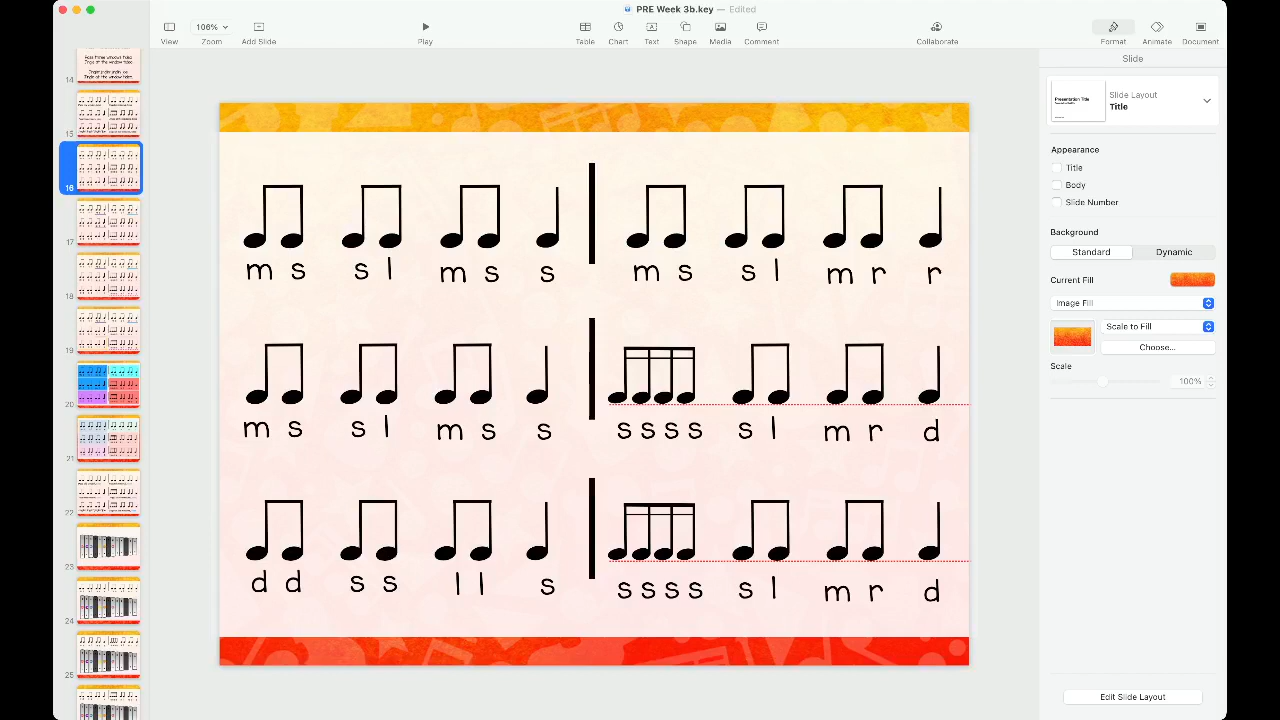 PRE Week 3b.key — Edited
106%
View Zoom Add Slide Play Table Chart Text Shape Media Comment Collaborate Format Animate Document
Slide
Slide Layout
Title
Appearance
Title
Body
Slide Number
Background
Standard Dynamic
Current Fill
Image Fill
Scale to Fill
Choose...
Scale
100%
Edit Slide Layout
14
15
16
17
18
19
20
21
22
23
24
25
m s s l m s s m s s l m r r
m s s l m s s s s s s s l m r d
d d s s l l s s s s s s l m r d